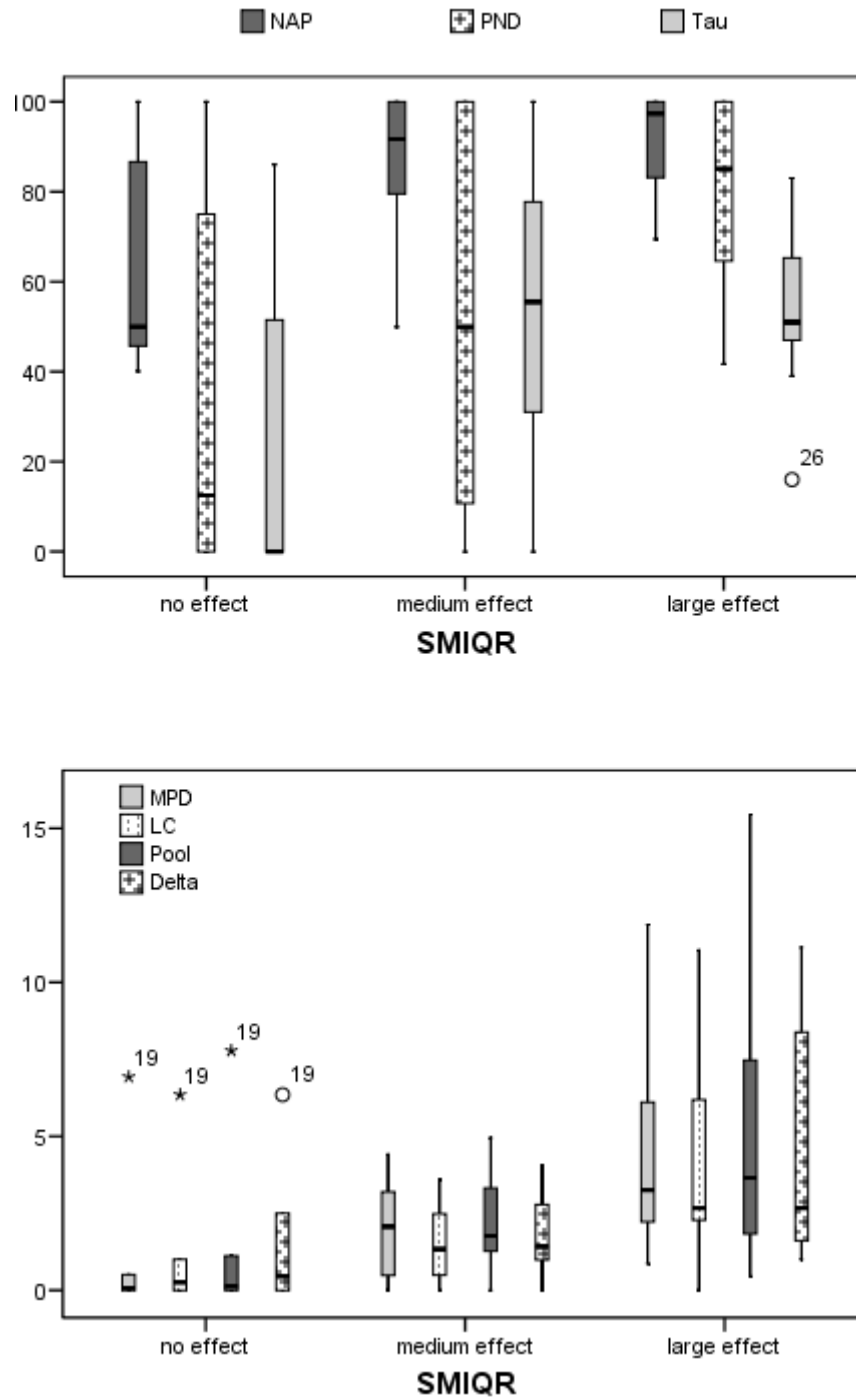 NAP PND Tau
100
80
60
40
20
0
26
no effect medium effect large effect
SMIQR
MPD
LC
Pool
Delta
15
10
5
0
19
19
19
19
no effect medium effect large effect
SMIQR